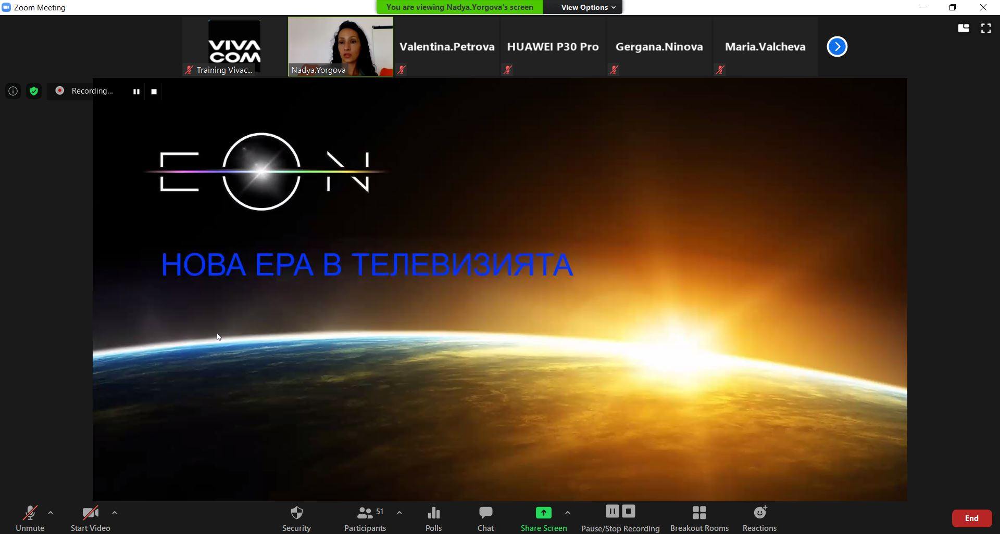 Zoom Meeting
You are viewing Nadya.Yorgova's screen
View Options
VIVA
COM
Training Vivac...
Nadya.Yorgova
Valentina.Petrova
HUAWEI P30 Pro
Gergana.Ninova
Maria.Valcheva
Recording...
EON
НОВА ЕРА В ТЕЛЕВИЗИЯТА
Unmute
Start Video
Security
51
Participants
Polls
Chat
Share Screen
Pause/Stop Recording
Breakout Rooms
Reactions
End